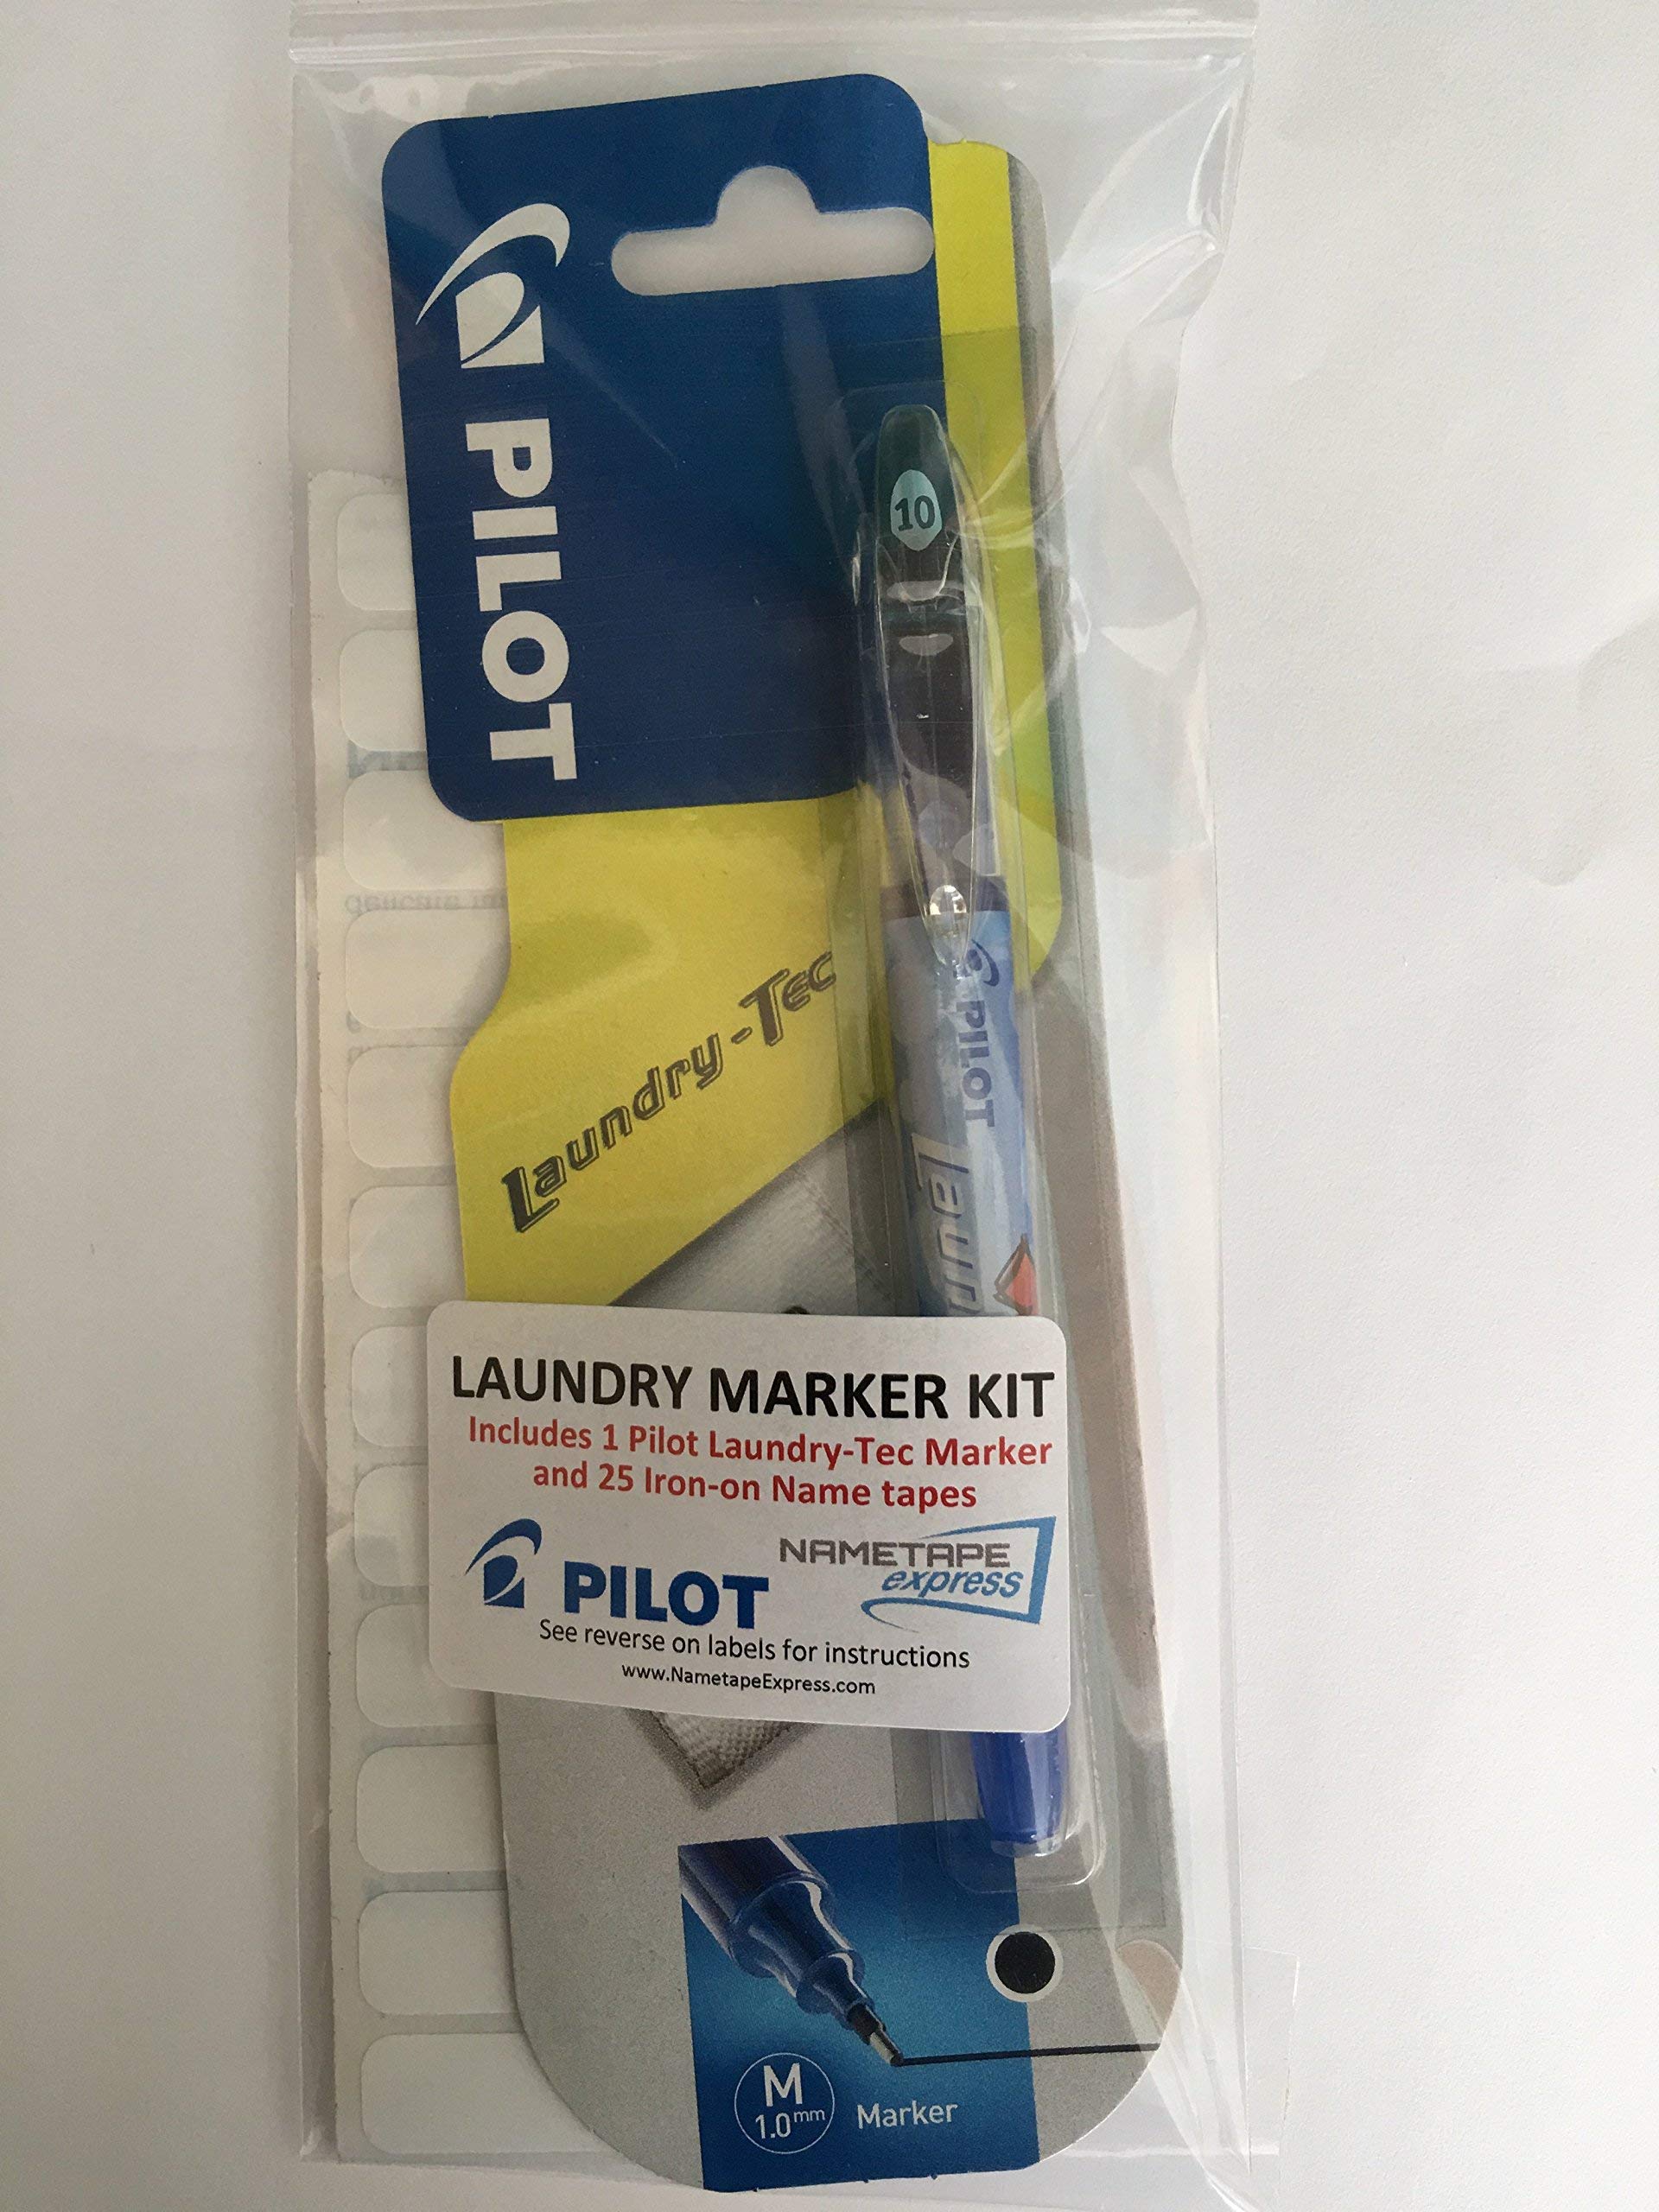 PILOT
10
Laundry-Tec
PILOT
LAUNDRY MARKER KIT
Includes 1 Pilot Laundry-Tec Marker
and 25 Iron-on Name tapes
PILOT
NAMETAPE
express
See reverse on labels for instructions
www.NametapeExpress.com
M
1.0mm
Marker